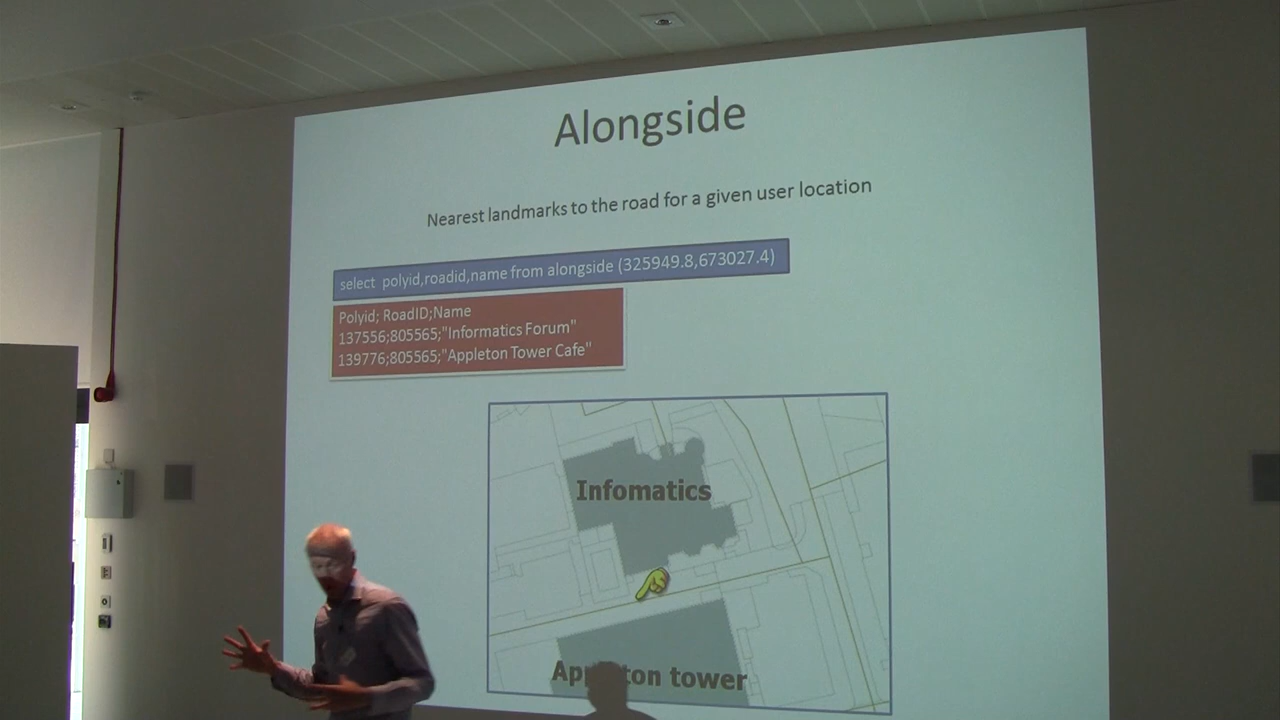 Alongside
Nearest landmarks to the road for a given user location
select polyid,roadid,name from alongside (325949.8,673027.4)
Polyid; RoadID;Name
137556;805565;"Informatics Forum"
139776;805565;"Appleton Tower Cafe"
Infomatics
Appleton tower